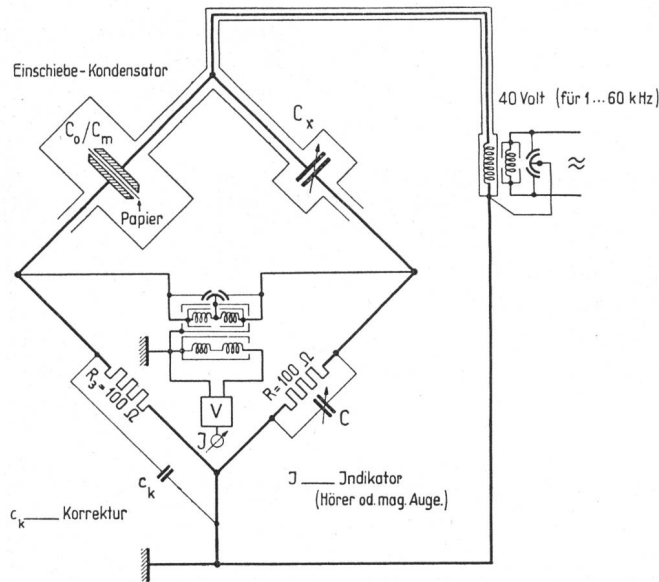 Einschiebe-Kondensator
C₀/Cₘ
Papier
Cₓ
40 Volt (für 1...60 kHz)
≈
R₃=100 Ω
R=100 Ω
V
J
C
cₖ
J ___ Jndikator
(Hörer od. mag. Auge.)
cₖ ___ Korrektur